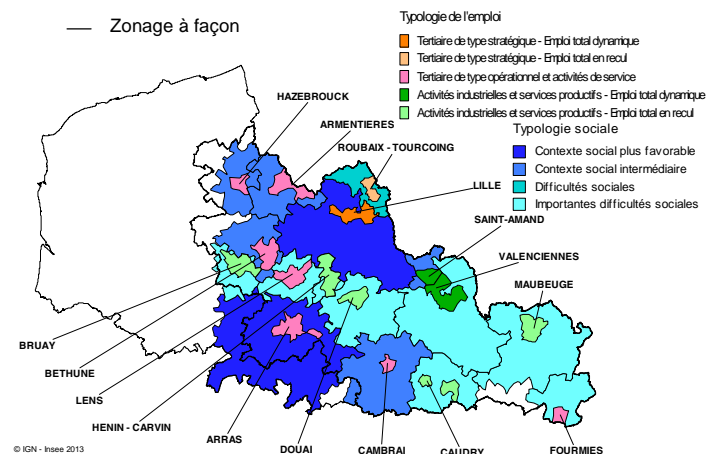 Zonage à façon
Typologie de l'emploi
Tertiaire de type stratégique - Emploi total dynamique
Tertiaire de type stratégique - Emploi total en recul
Tertiaire de type opérationnel et activités de service
Activités industrielles et services productifs - Emploi total dynamique
Activités industrielles et services productifs - Emploi total en recul
Typologie sociale
Contexte social plus favorable
Contexte social intermédiaire
Difficultés sociales
Importantes difficultés sociales
HAZEBROUCK
ARMENTIERES
ROUBAIX - TOURCOING
LILLE
SAINT-AMAND
VALENCIENNES
MAUBEUGE
BRUAY
BETHUNE
LENS
HENIN - CARVIN
ARRAS
DOUAI
CAMBRAI
CAUDRY
FOURMIES
© IGN - Insee 2013